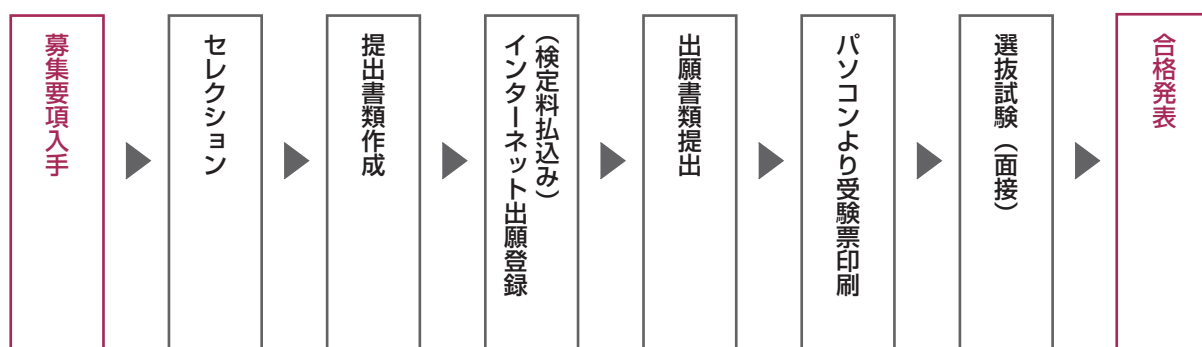 募集要項入手
セレクション
提出書類作成
（検定料払込み）
インターネット出願登録
出願書類提出
パソコンより受験票印刷
選抜試験（面接）
合格発表